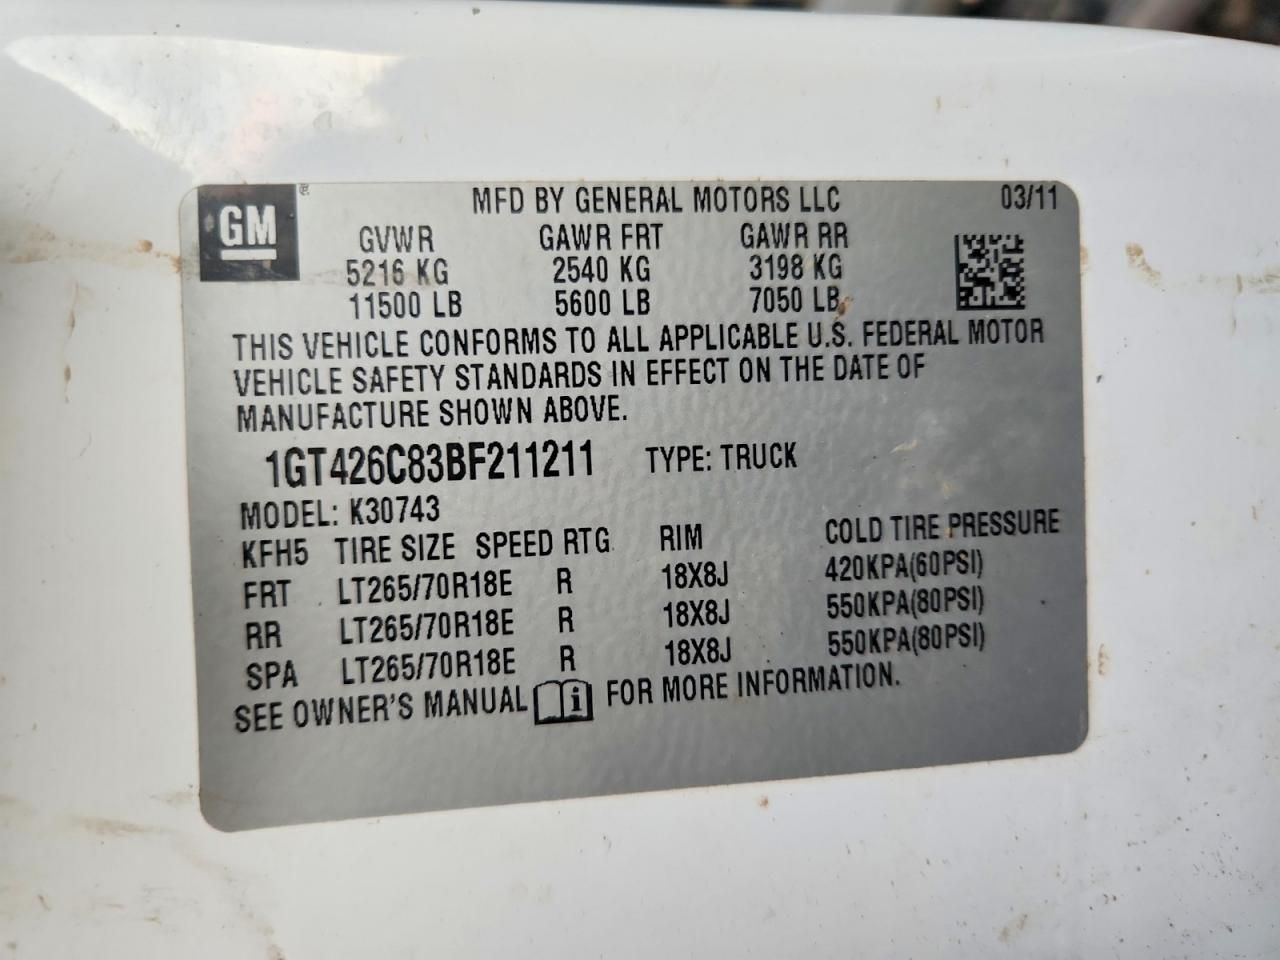 GM ®
MFD BY GENERAL MOTORS LLC 03/11
GVWR GAWR FRT GAWR RR
5216 KG 2540 KG 3198 KG
11500 LB 5600 LB 7050 LB
THIS VEHICLE CONFORMS TO ALL APPLICABLE U.S. FEDERAL MOTOR
VEHICLE SAFETY STANDARDS IN EFFECT ON THE DATE OF
MANUFACTURE SHOWN ABOVE.
1GT426C83BF211211 TYPE: TRUCK
MODEL: K30743
KFH5 TIRE SIZE SPEED RTG RIM COLD TIRE PRESSURE
FRT LT265/70R18E R 18X8J 420KPA(60PSI)
RR LT265/70R18E R 18X8J 550KPA(80PSI)
SPA LT265/70R18E R 18X8J 550KPA(80PSI)
SEE OWNER'S MANUAL i FOR MORE INFORMATION.